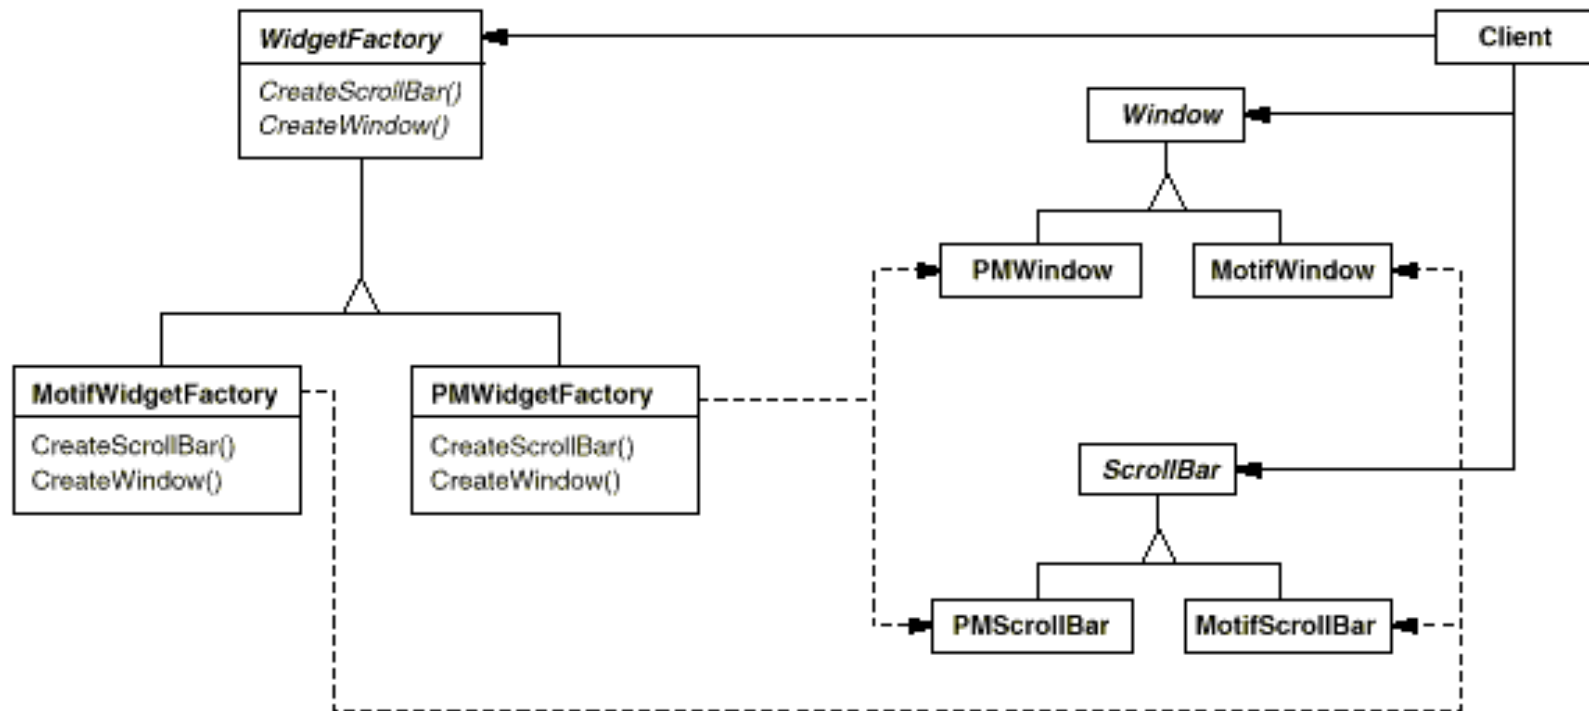 WidgetFactory
CreateScrollBar()
CreateWindow()
Client
Window
PMWindow
MotifWindow
MotifWidgetFactory
CreateScrollBar()
CreateWindow()
PMWidgetFactory
CreateScrollBar()
CreateWindow()
ScrollBar
PMScrollBar
MotifScrollBar